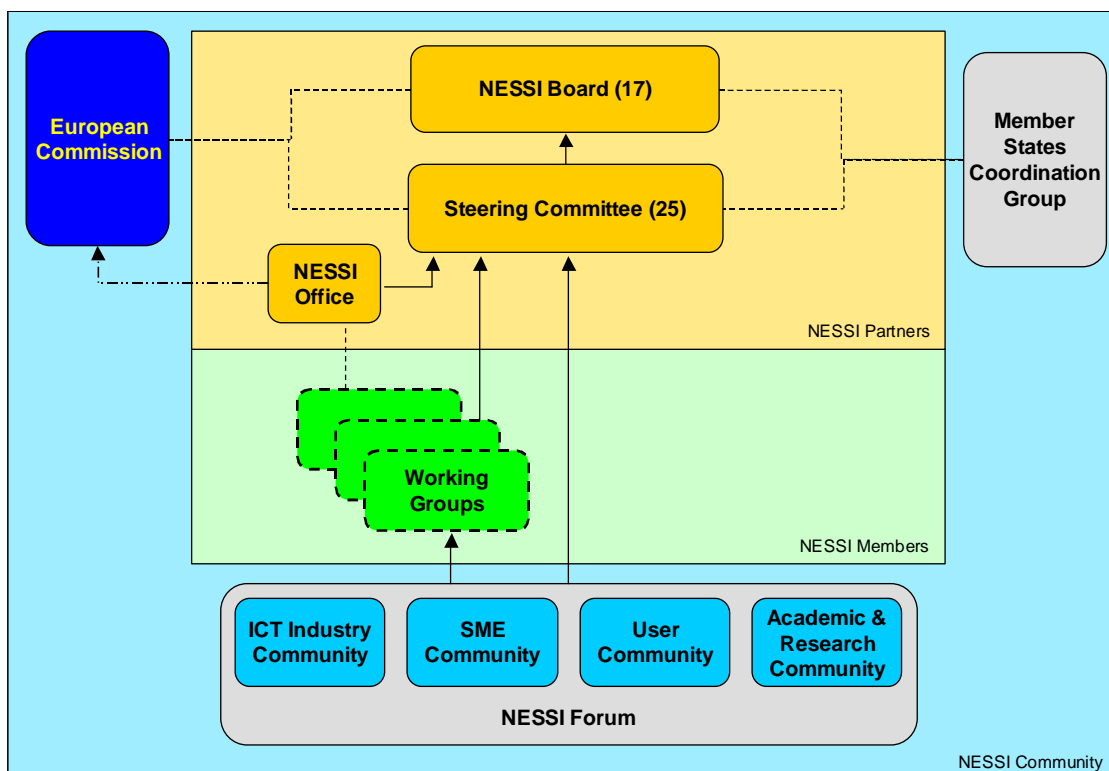 NESSI Board (17)
European
Commission
Member
States
Coordination
Group
Steering Committee (25)
NESSI
Office
NESSI Partners
Working
Groups
NESSI Members
ICT Industry
Community
SME
Community
User
Community
Academic &
Research
Community
NESSI Forum
NESSI Community